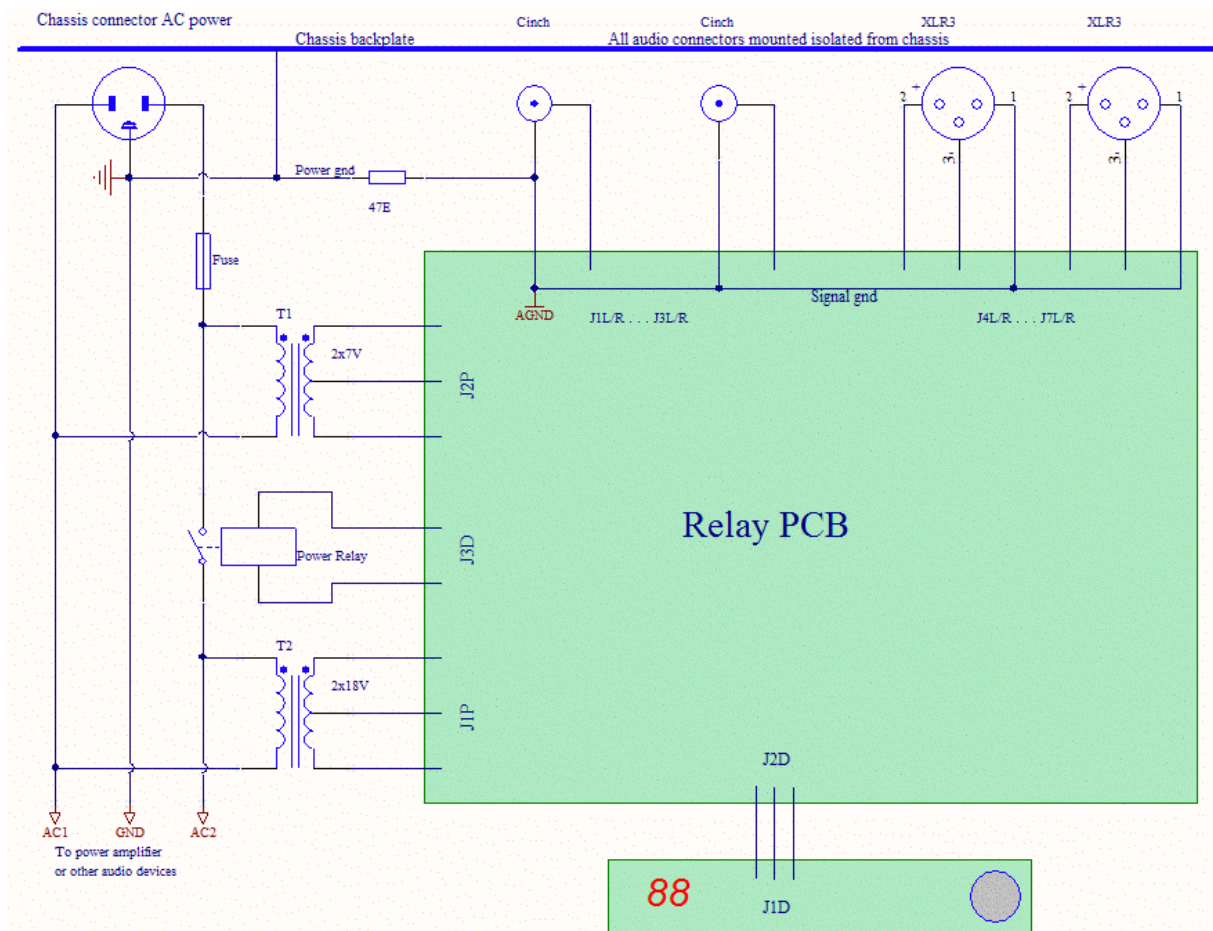 Chassis connector AC power
Cinch
Cinch
XLR3
XLR3
Chassis backplate
All audio connectors mounted isolated from chassis
2
+
1
2
+
1
3
-
3
-
Power gnd
47E
Fuse
Signal gnd
AGND
J1L/R . . . . J3L/R
J4L/R . . . . J7L/R
T1
2x7V
J2P
Relay PCB
Power Relay
J3D
T2
2x18V
J1P
J2D
AC1
GND
AC2
To power amplifier
or other audio devices
88
J1D